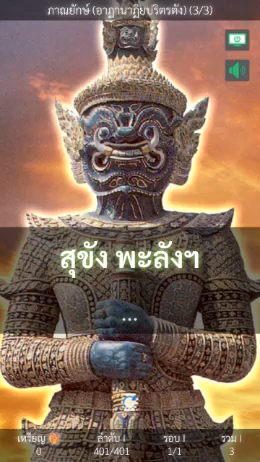 ภาณยักษ์ (อาฏานาฏิยปริตรตัง) (3/3)
สุขัง พะลังฯ
...
เหรียญ ลำดับ | รอบ | รวม |
0 401/401 1/1 3